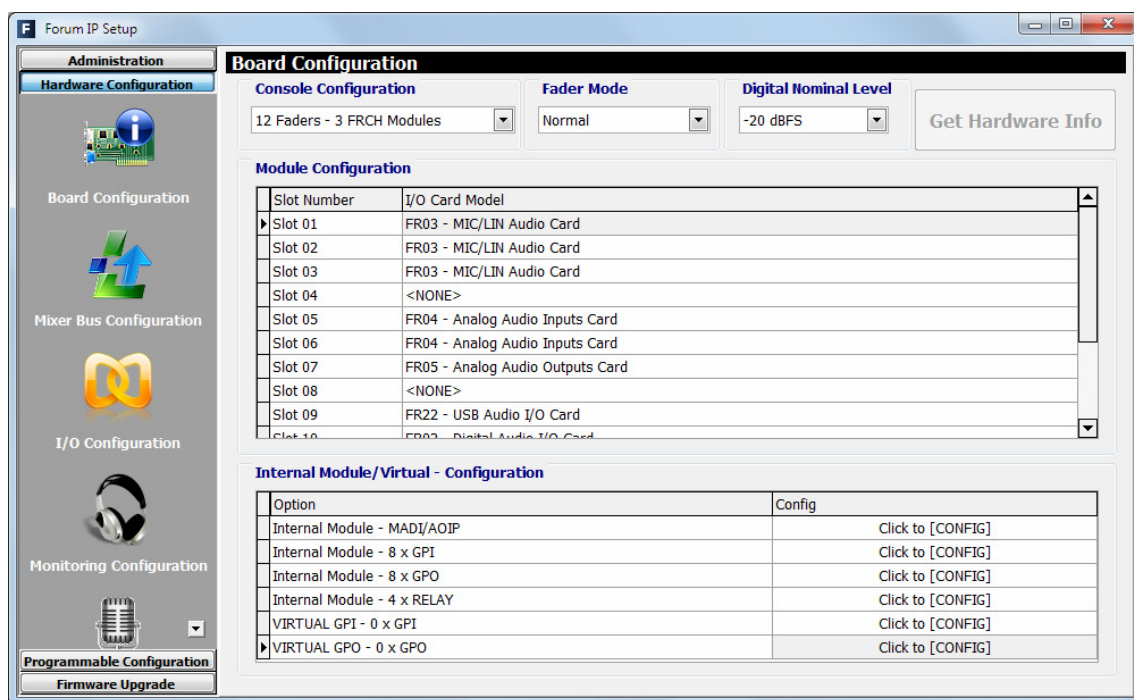 F Forum IP Setup
Administration
Hardware Configuration
Board Configuration
Mixer Bus Configuration
I/O Configuration
Monitoring Configuration
Programmable Configuration
Firmware Upgrade
Board Configuration
Console Configuration Fader Mode Digital Nominal Level
12 Faders - 3 FRCH Modules Normal -20 dBFS Get Hardware Info
Module Configuration
Slot Number I/O Card Model
Slot 01 FR03 - MIC/LIN Audio Card
Slot 02 FR03 - MIC/LIN Audio Card
Slot 03 FR03 - MIC/LIN Audio Card
Slot 04 <NONE>
Slot 05 FR04 - Analog Audio Inputs Card
Slot 06 FR04 - Analog Audio Inputs Card
Slot 07 FR05 - Analog Audio Outputs Card
Slot 08 <NONE>
Slot 09 FR22 - USB Audio I/O Card
Slot 10 FR02 - Digital Audio I/O Card
Internal Module/Virtual - Configuration
Option Config
Internal Module - MADI/AOIP Click to [CONFIG]
Internal Module - 8 x GPI Click to [CONFIG]
Internal Module - 8 x GPO Click to [CONFIG]
Internal Module - 4 x RELAY Click to [CONFIG]
VIRTUAL GPI - 0 x GPI Click to [CONFIG]
VIRTUAL GPO - 0 x GPO Click to [CONFIG]